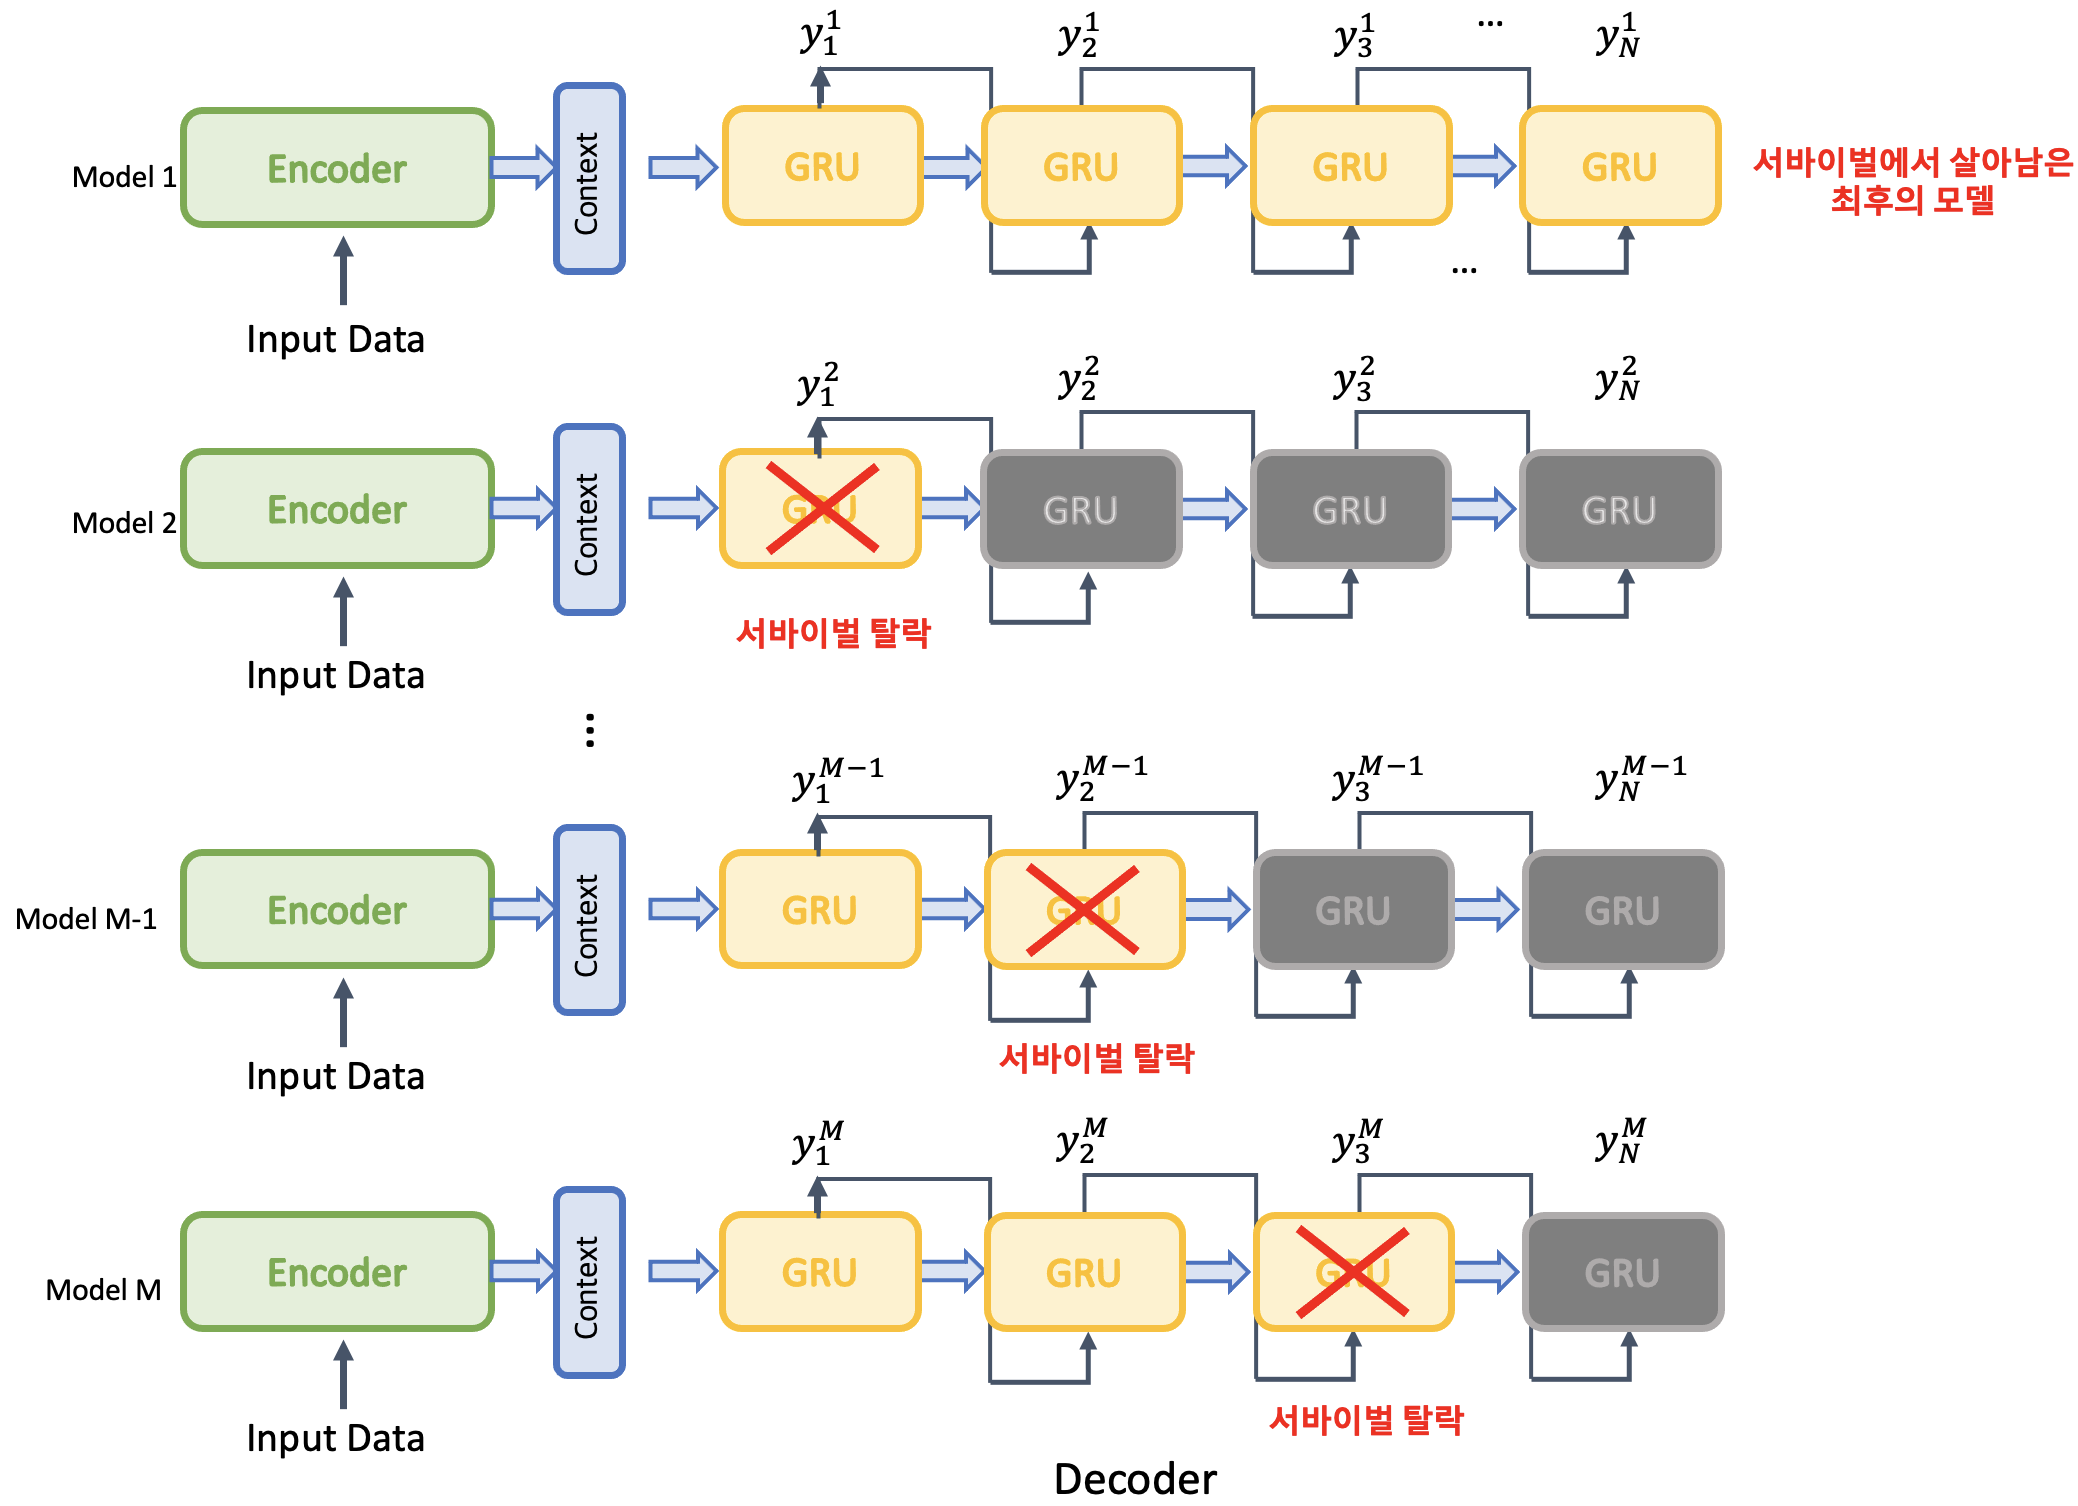 y_1^1 y_2^1 y_3^1 ... y_N^1
Model 1 Encoder Context GRU GRU GRU GRU 서바이벌에서 살아남은
최후의 모델
...
Input Data
y_1^2 y_2^2 y_3^2 y_N^2
Model 2 Encoder Context GRU GRU GRU GRU
서바이벌 탈락
Input Data
⋮
y_1^{M-1} y_2^{M-1} y_3^{M-1} y_N^{M-1}
Model M-1 Encoder Context GRU GRU GRU GRU
서바이벌 탈락
Input Data
y_1^M y_2^M y_3^M y_N^M
Model M Encoder Context GRU GRU GRU GRU
서바이벌 탈락
Input Data
Decoder